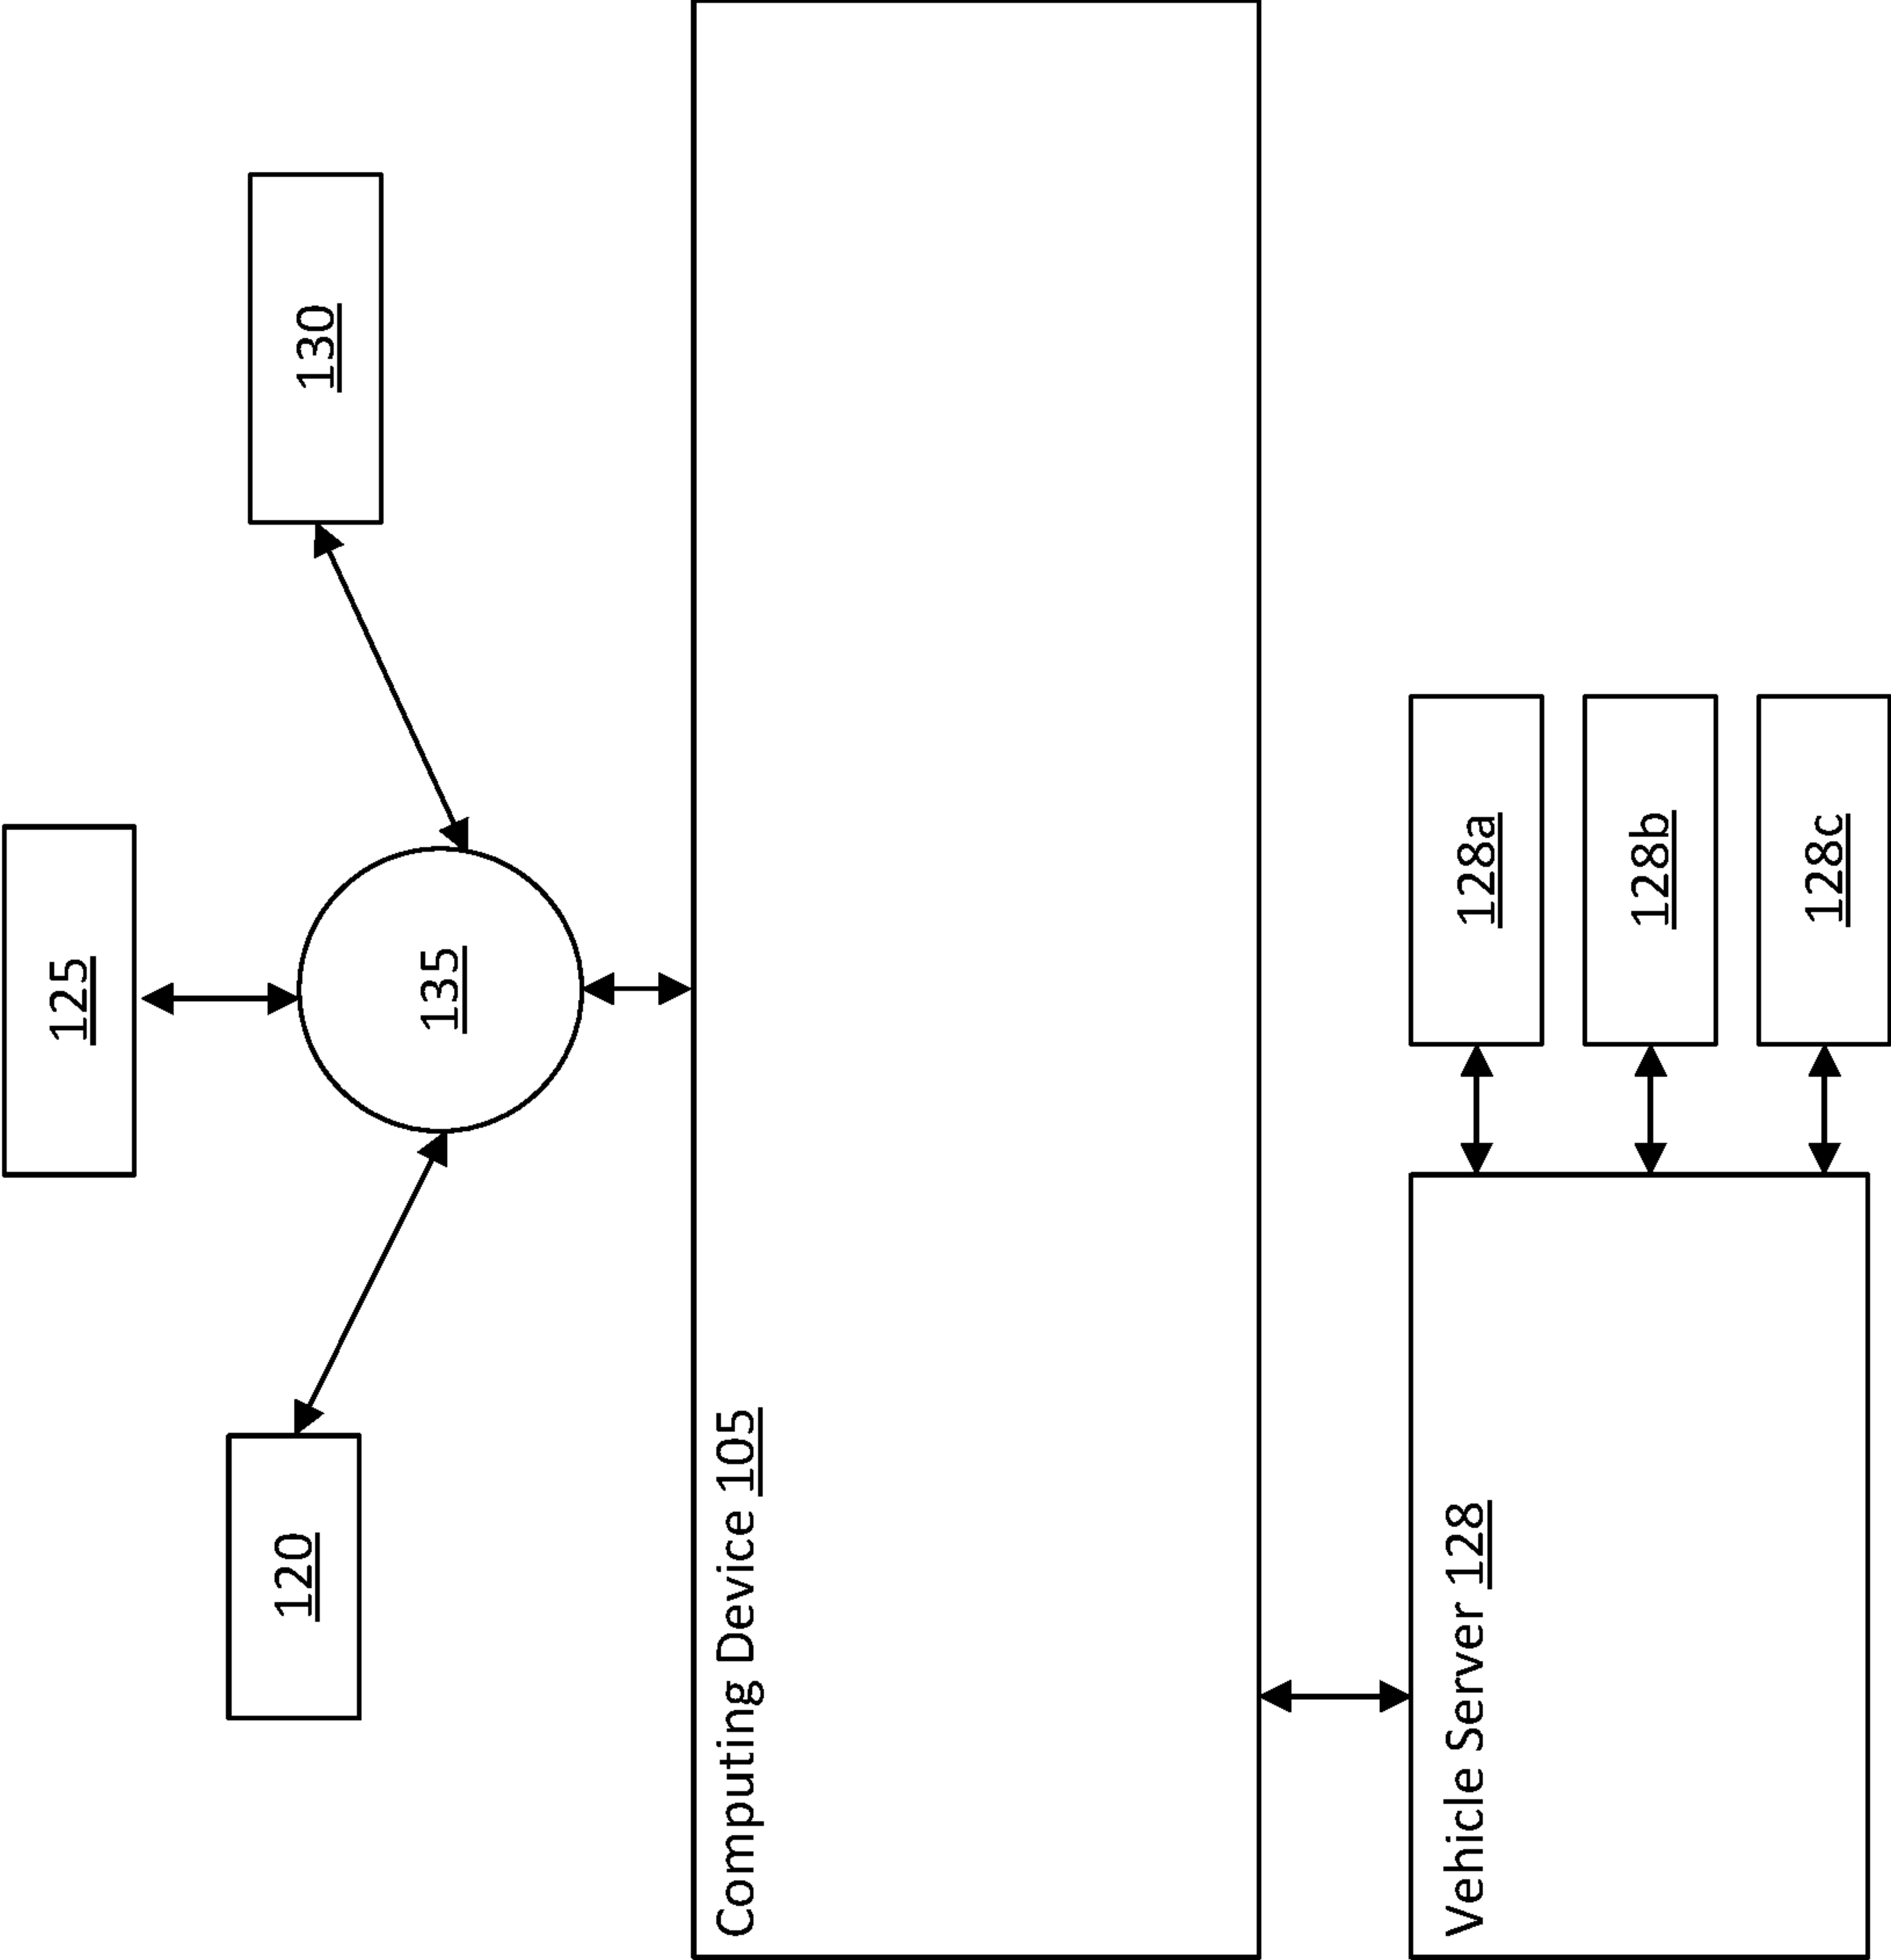 125
120
130
135
Computing Device 105
Vehicle Server 128
128a
128b
128c